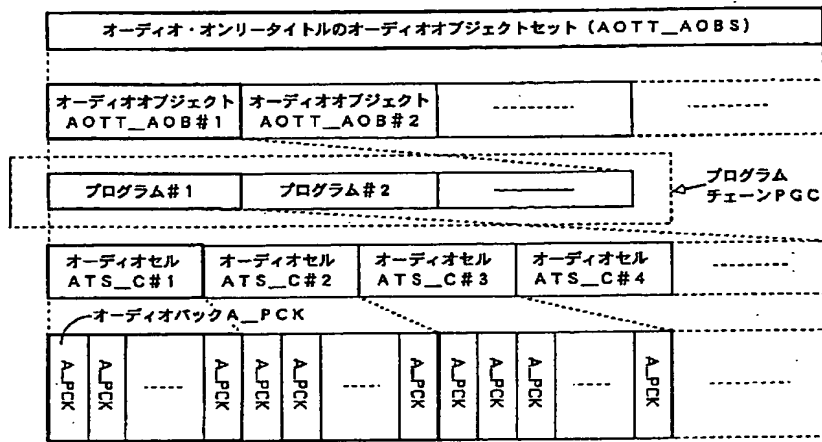 オーディオ・オンリータイトルのオーディオオブジェクトセット（AOTT_AOBS）
オーディオオブジェクト
AOTT_AOB#1
オーディオオブジェクト
AOTT_AOB#2
プログラム#1
プログラム#2
プログラム
チェーンPGC
オーディオセル
ATS_C#1
オーディオセル
ATS_C#2
オーディオセル
ATS_C#3
オーディオセル
ATS_C#4
オーディオパックA_PCK
A_PCK
A_PCK
A_PCK
A_PCK
A_PCK
A_PCK
A_PCK
A_PCK
A_PCK
A_PCK